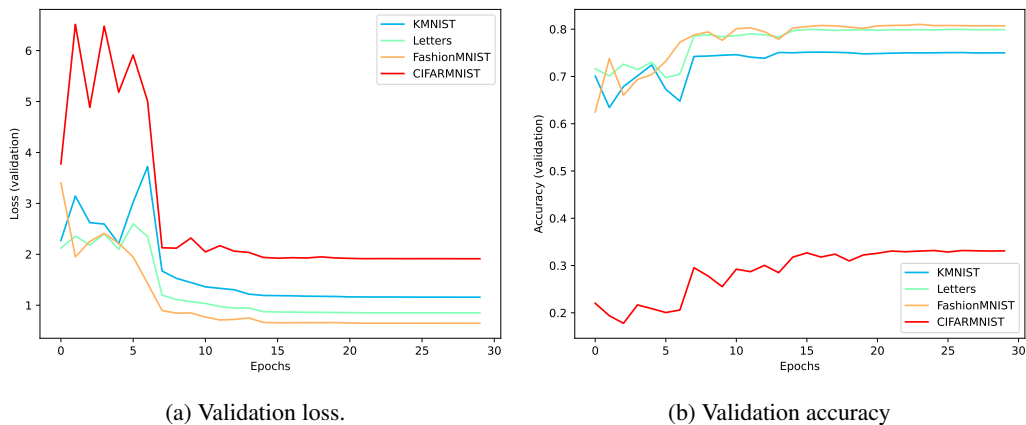 6
5
4
3
2
1
0
5
10
15
20
25
30
Loss (validation)
Epochs
KMNIST
Letters
FashionMNIST
CIFARMNIST
(a) Validation loss.
0.8
0.7
0.6
0.5
0.4
0.3
0.2
0
5
10
15
20
25
30
Accuracy (validation)
Epochs
KMNIST
Letters
FashionMNIST
CIFARMNIST
(b) Validation accuracy